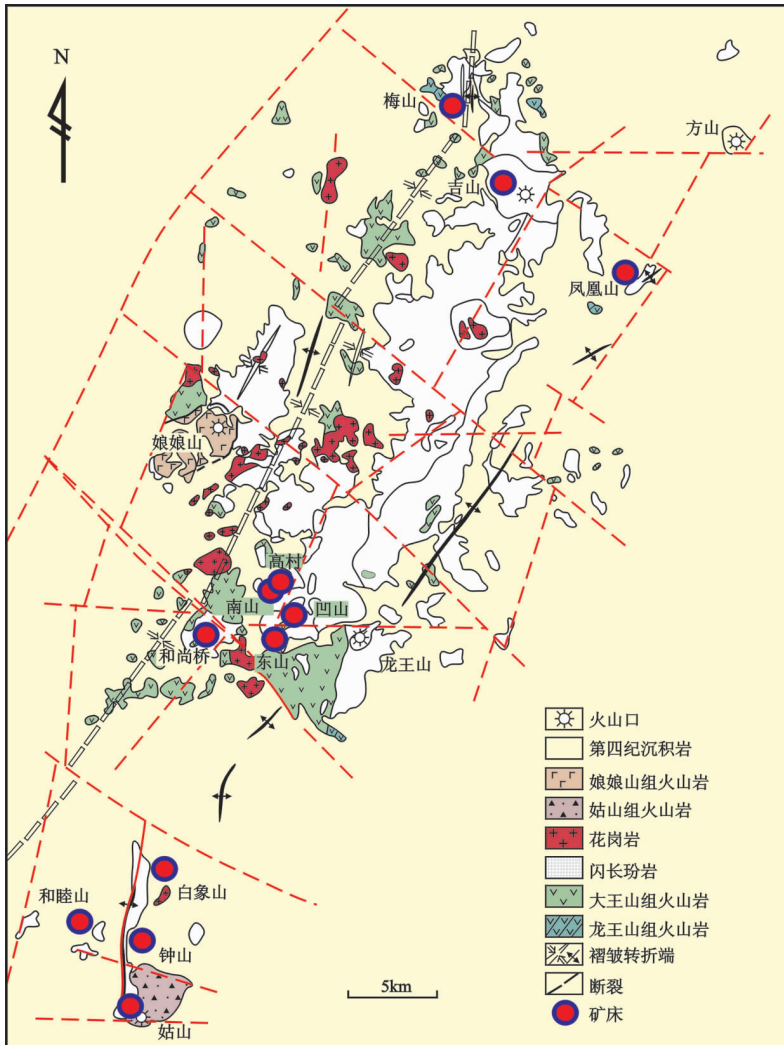 N
梅山
方山
吉山
凤凰山
娘娘山
高村
南山
凹山
和尚桥
东山
龙王山
火山口
第四纪沉积岩
娘娘山组火山岩
姑山组火山岩
花岗岩
闪长玢岩
大王山组火山岩
龙王山组火山岩
褶皱转折端
断裂
矿床
白象山
和睦山
钟山
5km
姑山